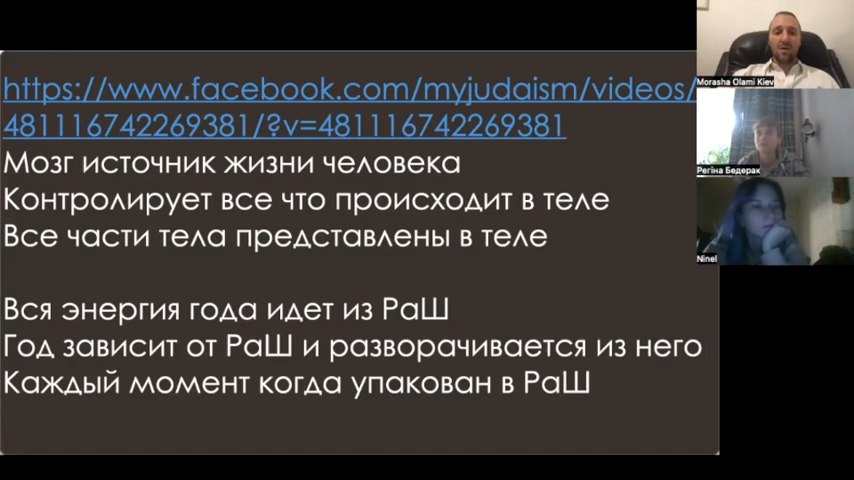 https://www.facebook.com/myjudaism/videos/
481116742269381/?v=481116742269381
Мозг источник жизни человека
Контролирует все что происходит в теле
Все части тела представлены в теле
Вся энергия года идет из РаШ
Год зависит от РаШ и разворачивается из него
Каждый момент когда упакован в РаШ
Morasha Olami Kiev
Регіна Бедерак
Ninel